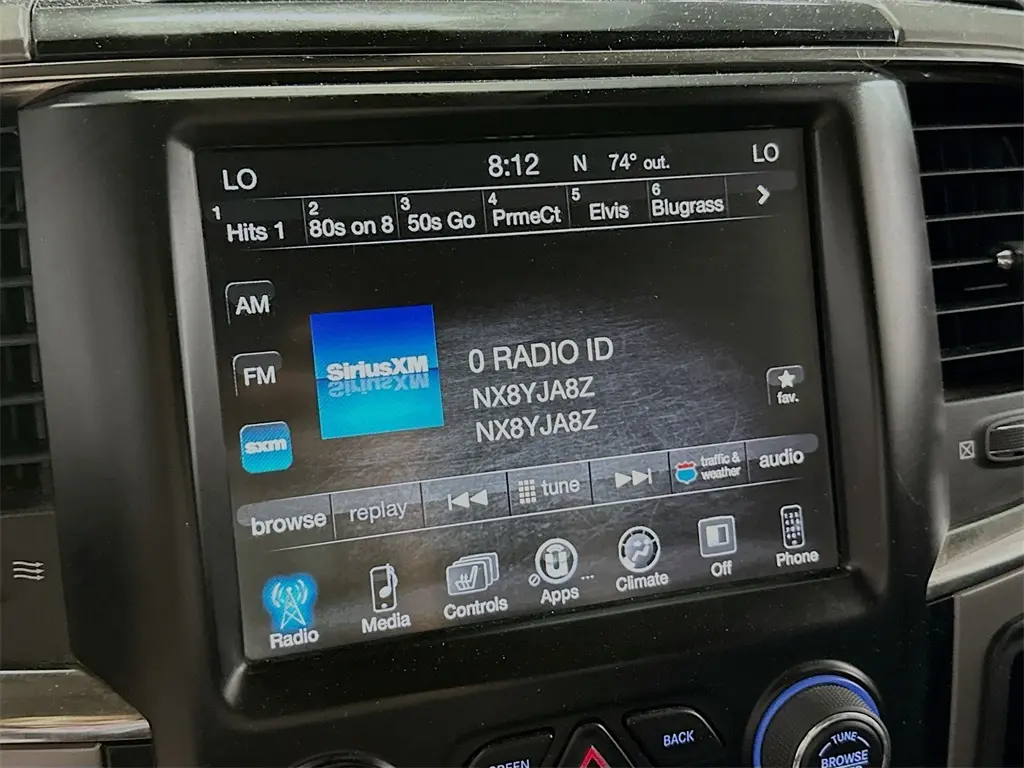 LO 8:12 N 74° out. LO
1 Hits 1 2 80s on 8 3 50s Go 4 PrmeCt 5 Elvis 6 Blugrass
AM
FM
sxm
SiriusXM
0 RADIO ID
NX8YJA8Z
NX8YJA8Z
fav.
browse replay tune traffic & weather audio
Radio Media Controls Apps Climate Off Phone
BACK
TUNE
BROWSE